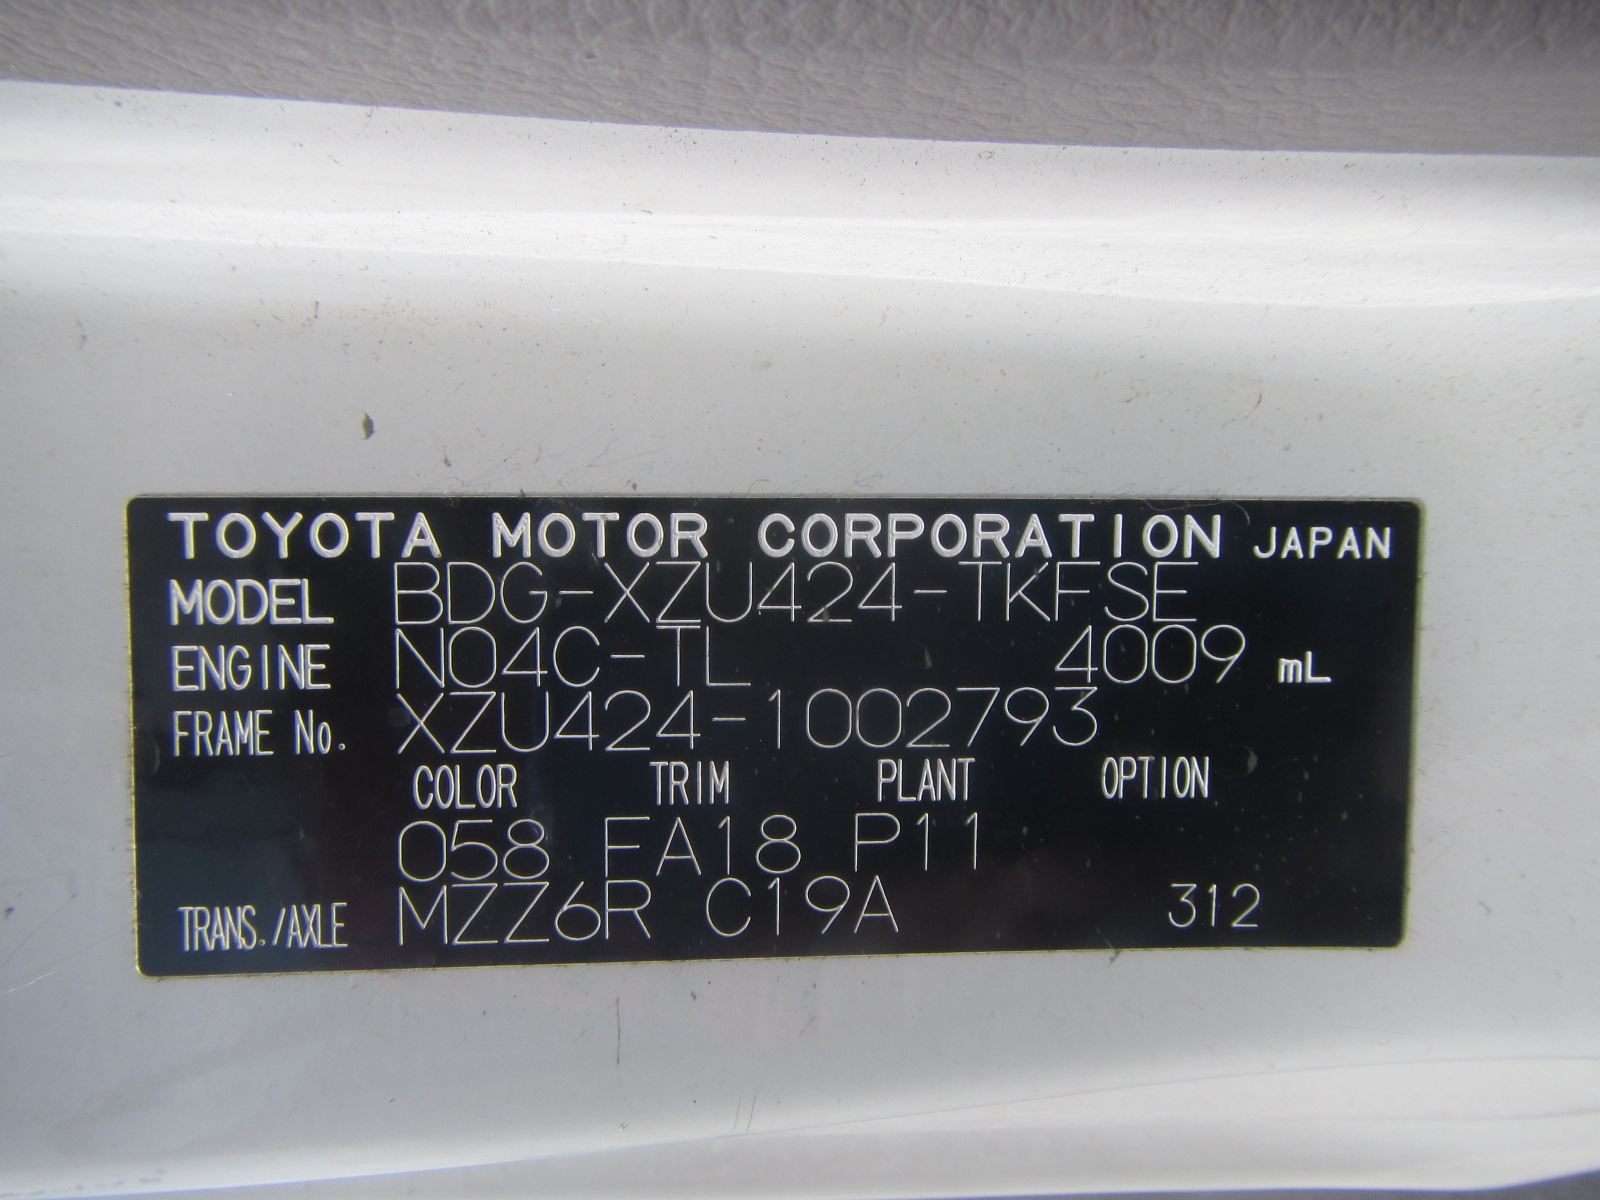 TOYOTA MOTOR CORPORATION JAPAN
MODEL BDG-XZU424-TKFSE
ENGINE N04C-TL 4009 mL
FRAME No. XZU424-1002793
COLOR TRIM PLANT OPTION
058 FA18 P11
TRANS./AXLE MZZ6R C19A 312